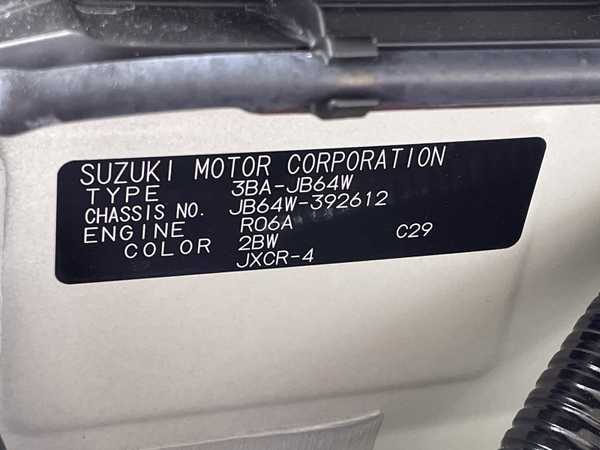 SUZUKI MOTOR CORPORATION
TYPE 3BA-JB64W
CHASSIS NO. JB64W-392612
ENGINE R06A
COLOR 2BW C29
JXCR-4